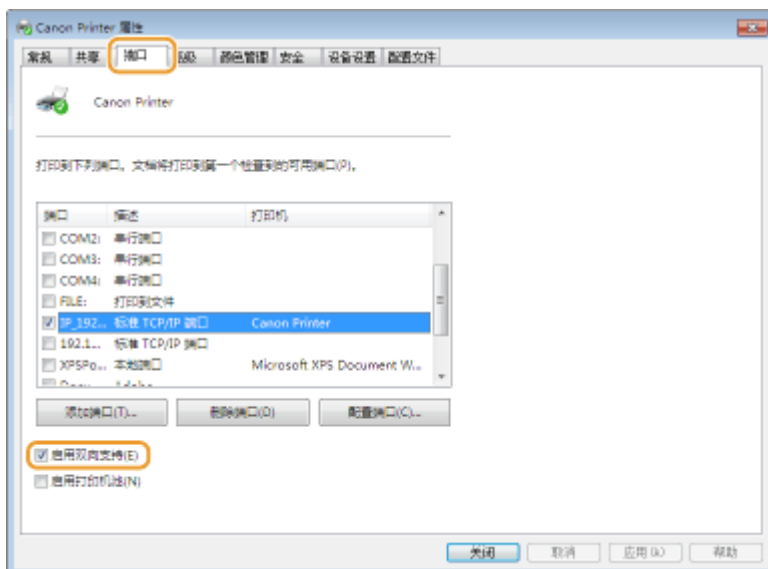 Canon Printer 属性
常规 共享 端口 高级 颜色管理 安全 设备设置 配置文件
Canon Printer
打印到下列端口。文档将打印到第一个检查到的可用端口(P)。
端口 描述 打印机
COM2: 串行端口
COM3: 串行端口
COM4: 串行端口
FILE: 打印到文件
IP_192... 标准 TCP/IP 端口 Canon Printer
192.1... 标准 TCP/IP 端口
XPSPo... 本地端口 Microsoft XPS Document W...
添加端口(T)... 删除端口(D) 配置端口(C)...
启用双向支持(E)
启用打印机池(N)
关闭 取消 应用(A) 帮助